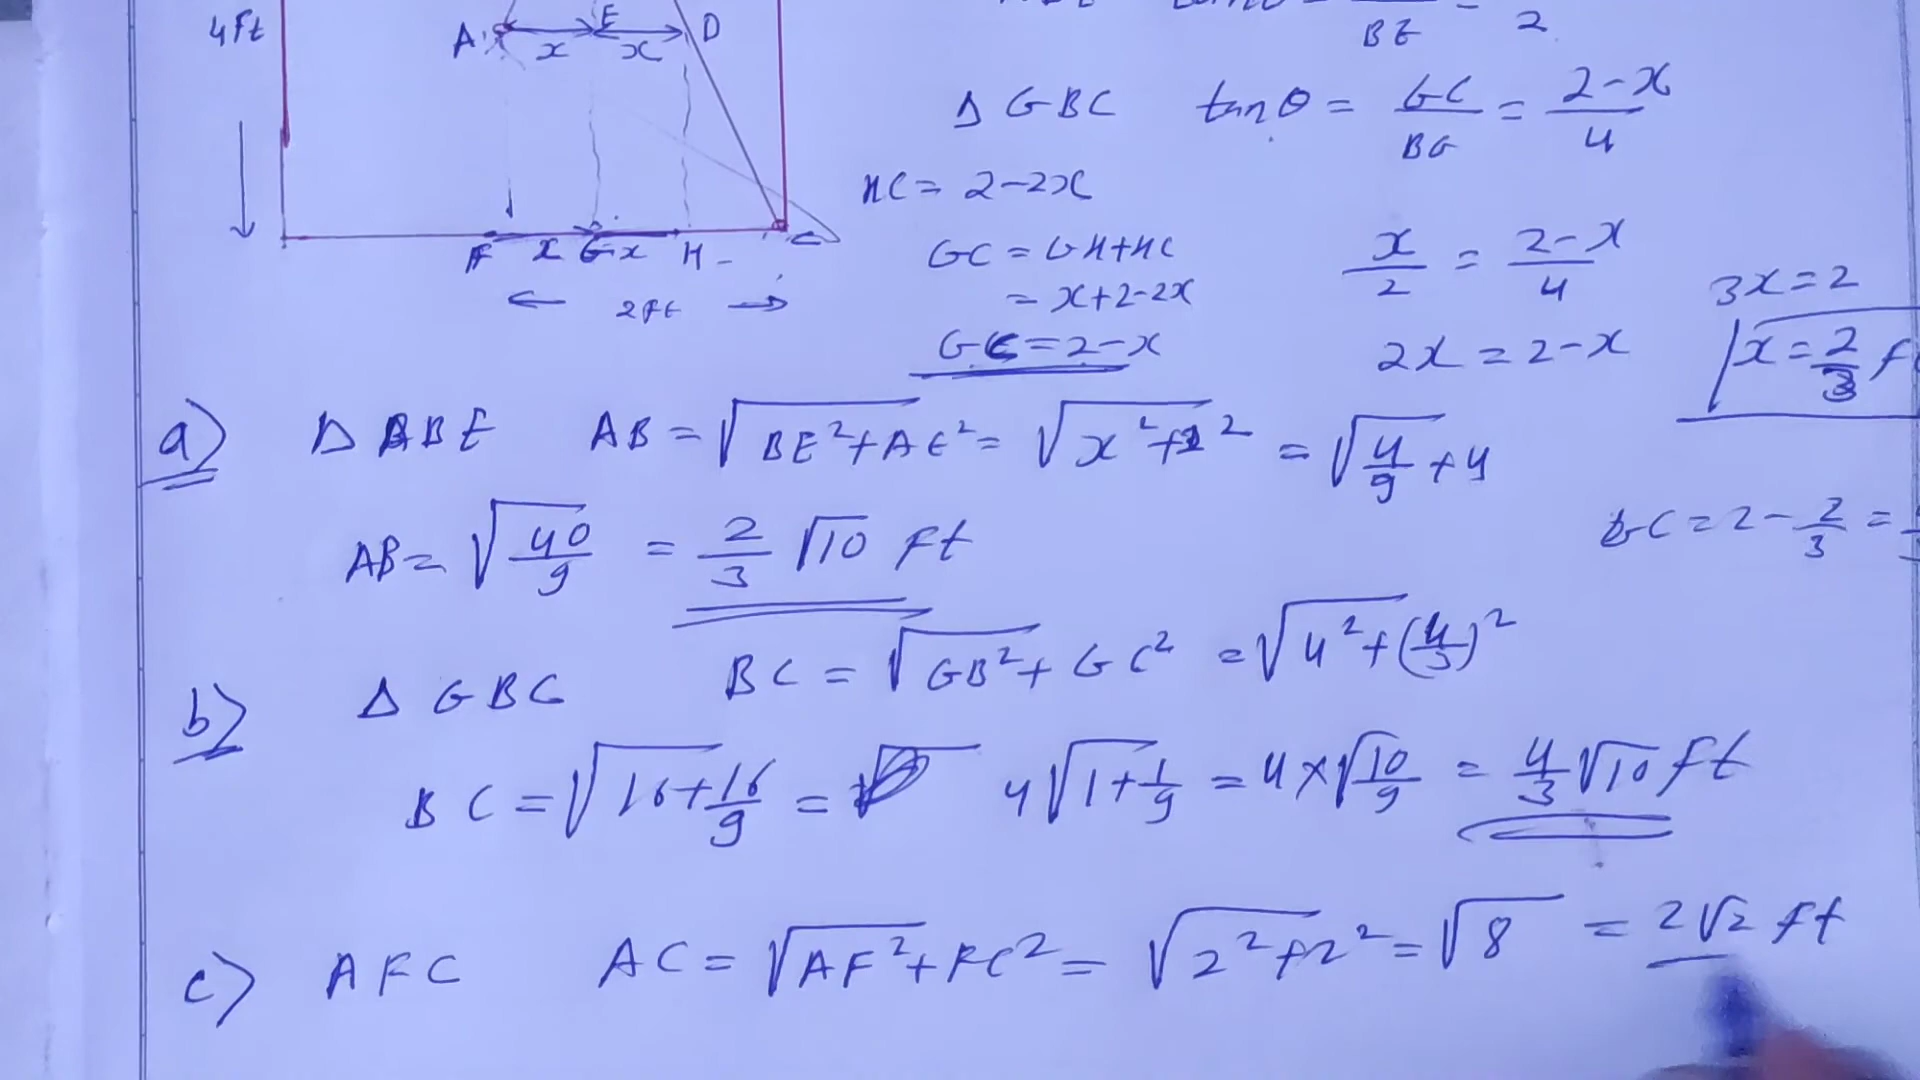 4Ft A x E x D
F x G x H - C
2Ft
BE 2
Δ GBC tanθ = GC/BG = 2-x/4
HC = 2-2x
GC = GH+HC
= x+2-2x
GC = 2-x
x/2 = 2-x/4
2x = 2-x
3x = 2
x = 2/3 f
a) Δ ABE AB = √BE²+AE² = √x²+2² = √4/9+4
AB = √40/9 = 2/3 √10 Ft
GC = 2-2/3 =
b) Δ GBC BC = √GB²+GC² = √4²+(4/3)²
BC = √16+16/9 = 4√1+1/9 = 4×√10/9 = 4/3 √10 Ft
c) AFC AC = √AF²+FC² = √2²+2² = √8 = 2√2 Ft